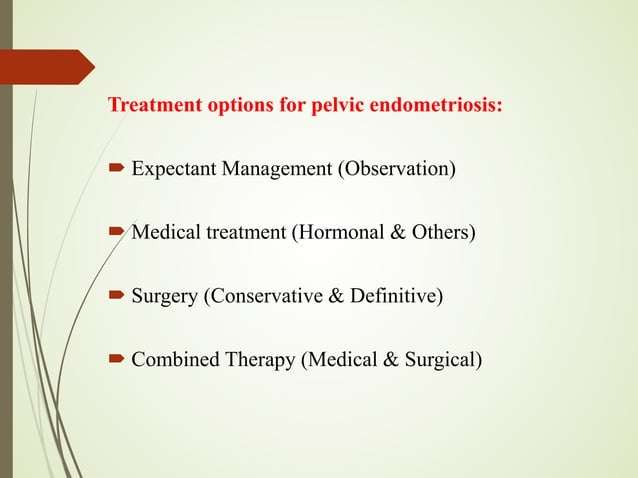 Treatment options for pelvic endometriosis:
Expectant Management (Observation)
Medical treatment (Hormonal & Others)
Surgery (Conservative & Definitive)
Combined Therapy (Medical & Surgical)